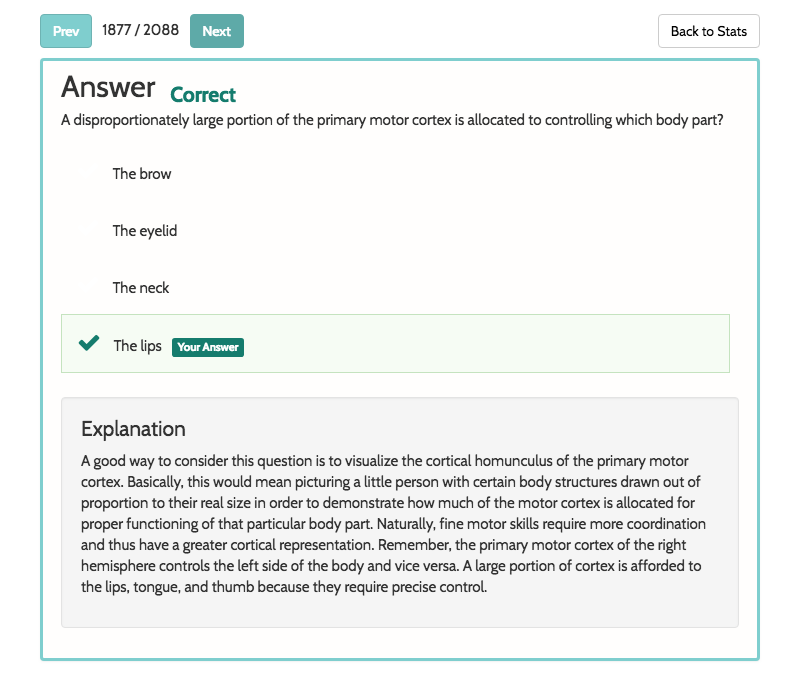 Prev 1877 / 2088 Next Back to Stats
Answer Correct
A disproportionately large portion of the primary motor cortex is allocated to controlling which body part?
The brow
The eyelid
The neck
The lips Your Answer
Explanation
A good way to consider this question is to visualize the cortical homunculus of the primary motor
cortex. Basically, this would mean picturing a little person with certain body structures drawn out of
proportion to their real size in order to demonstrate how much of the motor cortex is allocated for
proper functioning of that particular body part. Naturally, fine motor skills require more coordination
and thus have a greater cortical representation. Remember, the primary motor cortex of the right
hemisphere controls the left side of the body and vice versa. A large portion of cortex is afforded to
the lips, tongue, and thumb because they require precise control.